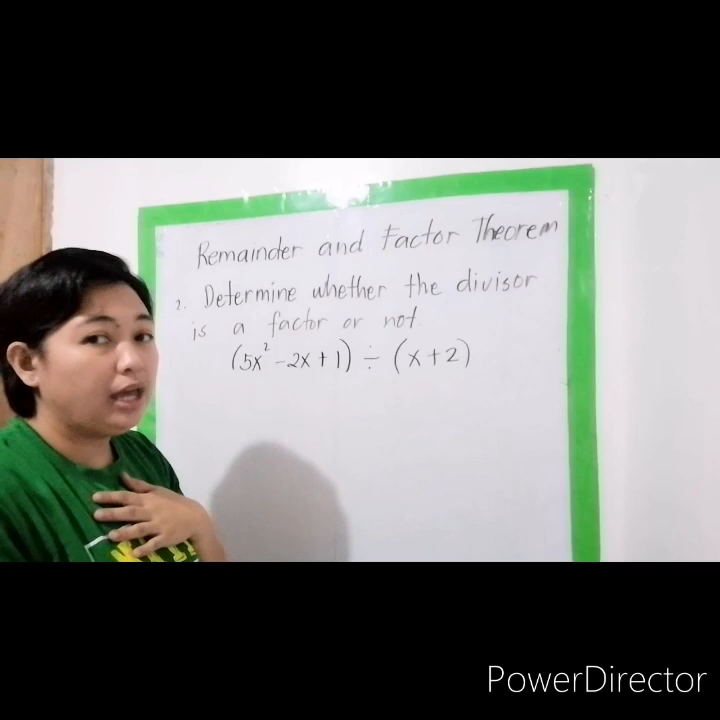 Remainder and Factor Theorem
2. Determine whether the divisor
is a factor or not
(5x² - 2x + 1) ÷ (x + 2)
PowerDirector